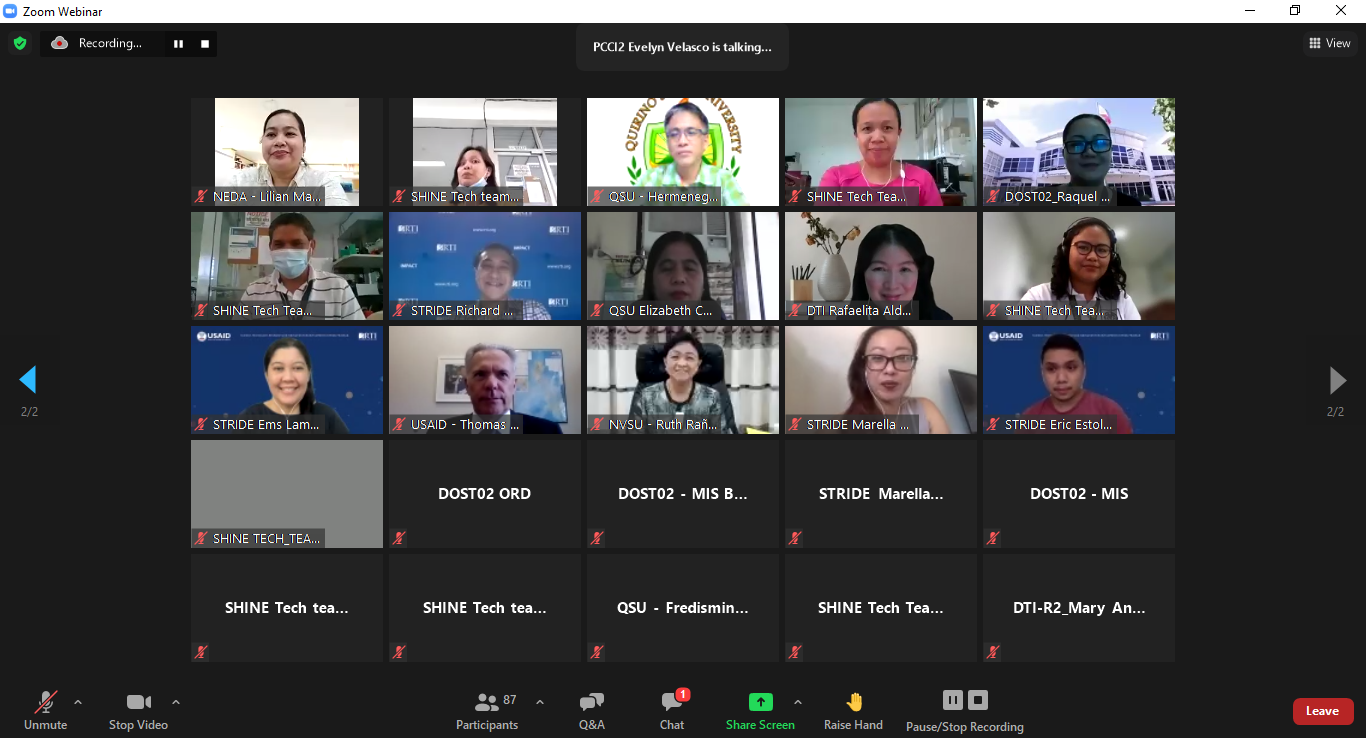 Zoom Webinar
Recording...
PCCI2 Evelyn Velasco is talking...
View
NEDA - Lilian Ma...
SHINE Tech team...
QUIRINO UNIVERSITY
QSU - Hermeneg...
SHINE Tech Tea...
DOST02_Raquel ...
SHINE Tech Tea...
RTI
RTI
IMPACT
www.rti.org
RTI
STRIDE Richard ...
QSU Elizabeth C...
DTI Rafaelita Ald...
SHINE Tech Tea...
USAID
RTI
STRIDE Ems Lam...
USAID - Thomas ...
NVSU - Ruth Rañ...
STRIDE Marella ...
USAID
RTI
STRIDE Eric Estol...
2/2
2/2
SHINE TECH_TEA...
DOST02 ORD
DOST02 - MIS B...
STRIDE Marella...
DOST02 - MIS
SHINE Tech tea...
SHINE Tech tea...
QSU - Fredismin...
SHINE Tech Tea...
DTI-R2_Mary An...
Unmute
Stop Video
87
Participants
Q&A
1
Chat
Share Screen
Raise Hand
Pause/Stop Recording
Leave